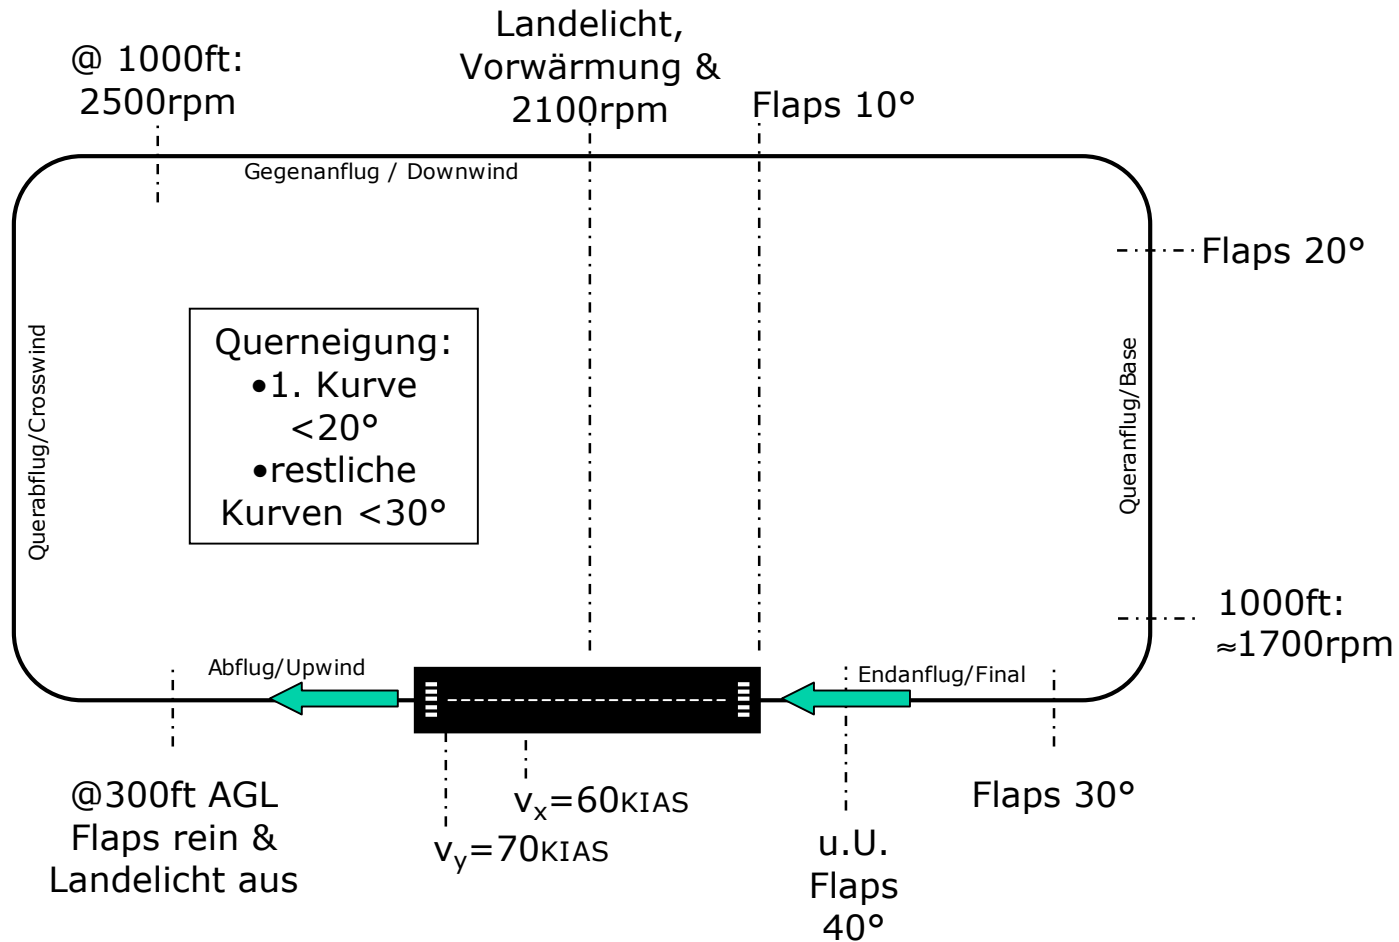 @ 1000ft:
2500rpm
Landelicht,
Vorwärmung &
2100rpm
Flaps 10°
Gegenanflug / Downwind
Flaps 20°
Querabflug/Crosswind
Querneigung:
•1. Kurve
<20°
•restliche
Kurven <30°
Queranflug/Base
1000ft:
≈1700rpm
Abflug/Upwind
Endanflug/Final
@300ft AGL
Flaps rein &
Landelicht aus
vx=60KIAS
vy=70KIAS
u.U.
Flaps
40°
Flaps 30°